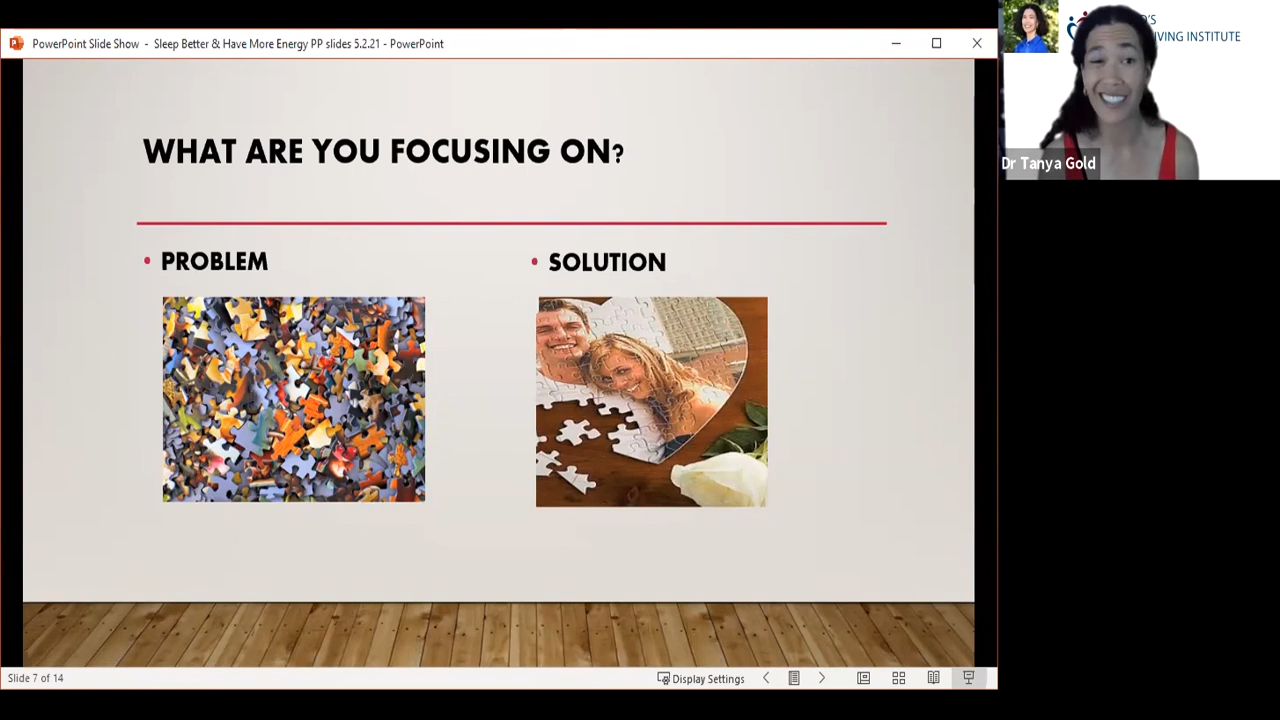 PowerPoint Slide Show - Sleep Better & Have More Energy PP slides 5.2.21 - PowerPoint
WHAT ARE YOU FOCUSING ON?
• PROBLEM
• SOLUTION
Slide 7 of 14
Display Settings
INSTITUTE
Dr Tanya Gold